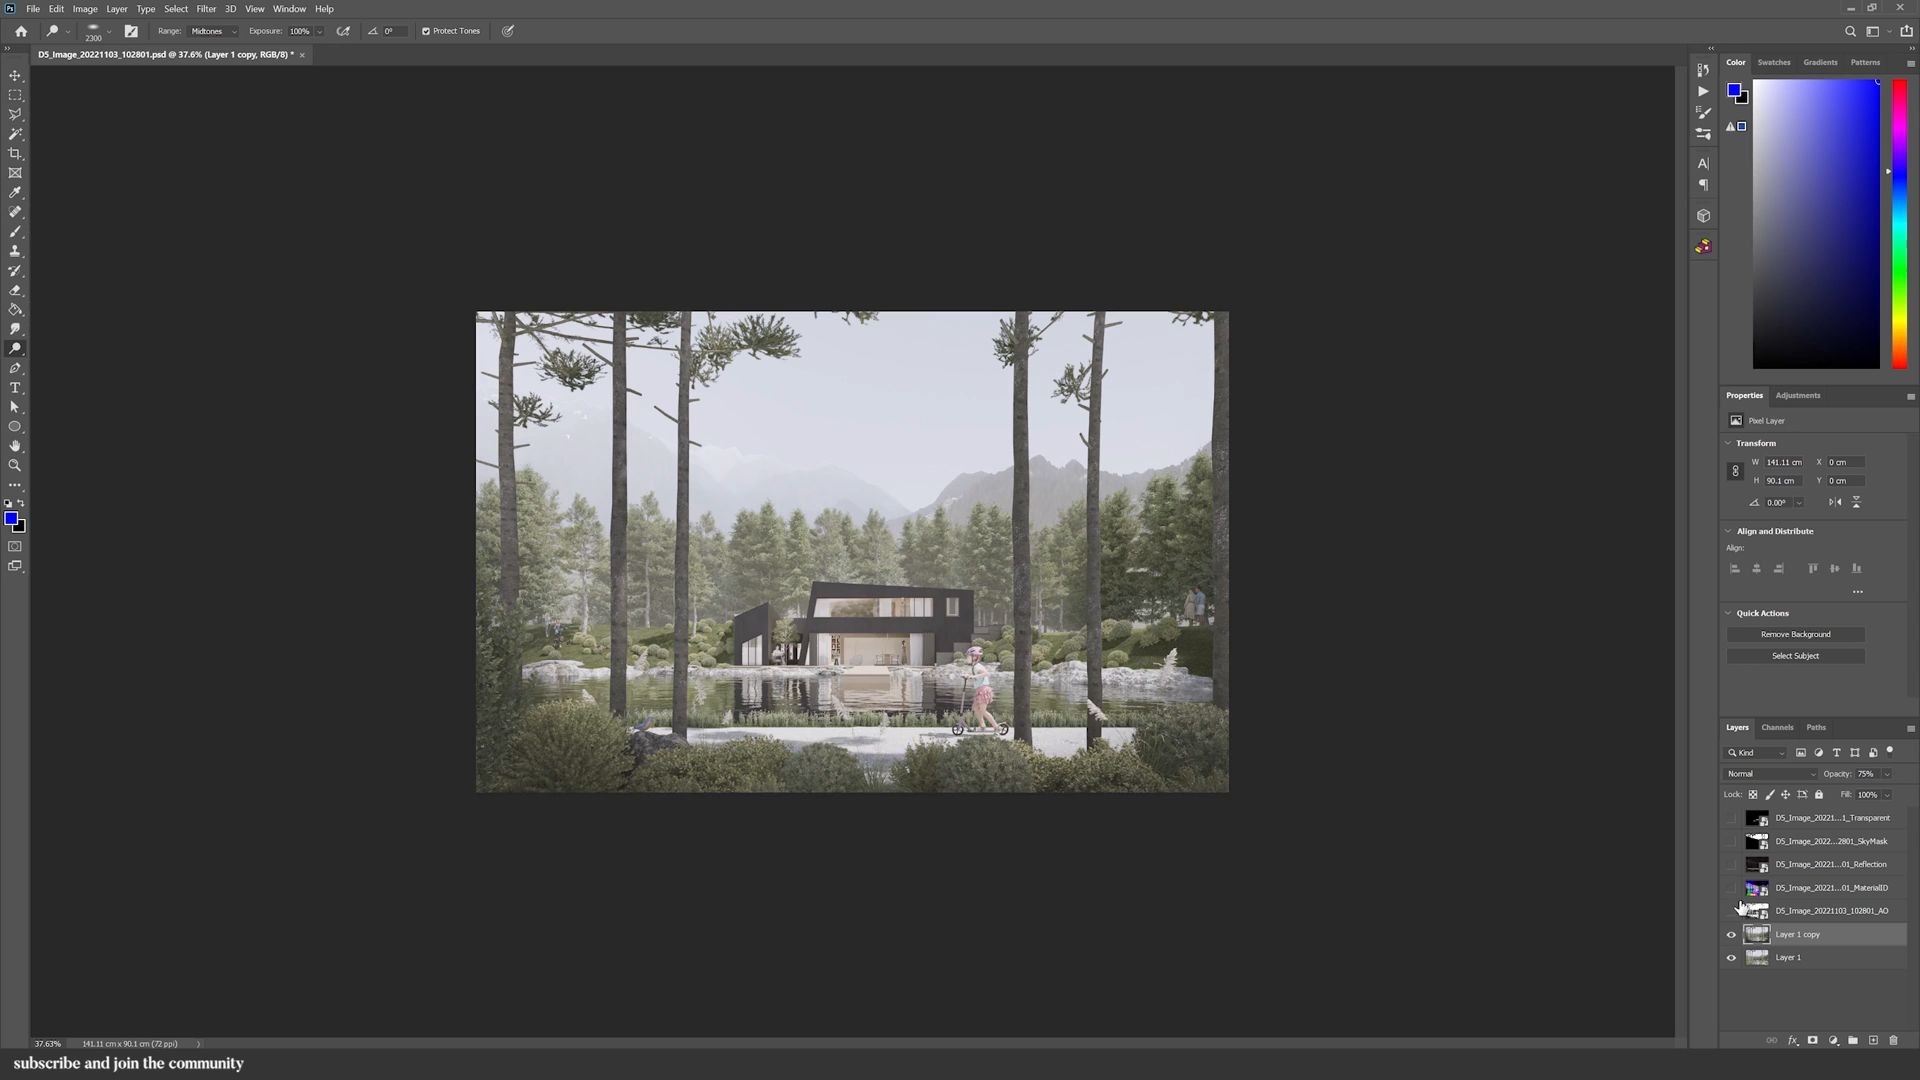 Ps File Edit Image Layer Type Select Filter 3D View Window Help
2300 Range: Midtones Exposure: 100% 0° Protect Tones
D5_Image_20221103_102801.psd @ 37.6% (Layer 1 copy, RGB/8) *
Color Swatches Gradients Patterns
Properties Adjustments
Pixel Layer
Transform
W 141.11 cm X 0 cm
H 90.1 cm Y 0 cm
0.00°
Align and Distribute
Align:
Quick Actions
Remove Background
Select Subject
Layers Channels Paths
Kind
Normal Opacity: 75%
Lock: Fill: 100%
D5_Image_20221...1_Transparent
D5_Image_2022...2801_SkyMask
D5_Image_20221...01_Reflection
D5_Image_20221...01_MaterialID
D5_Image_20221103_102801_AO
Layer 1 copy
Layer 1
37.63% 141.11 cm x 90.1 cm (72 ppi)
subscribe and join the community